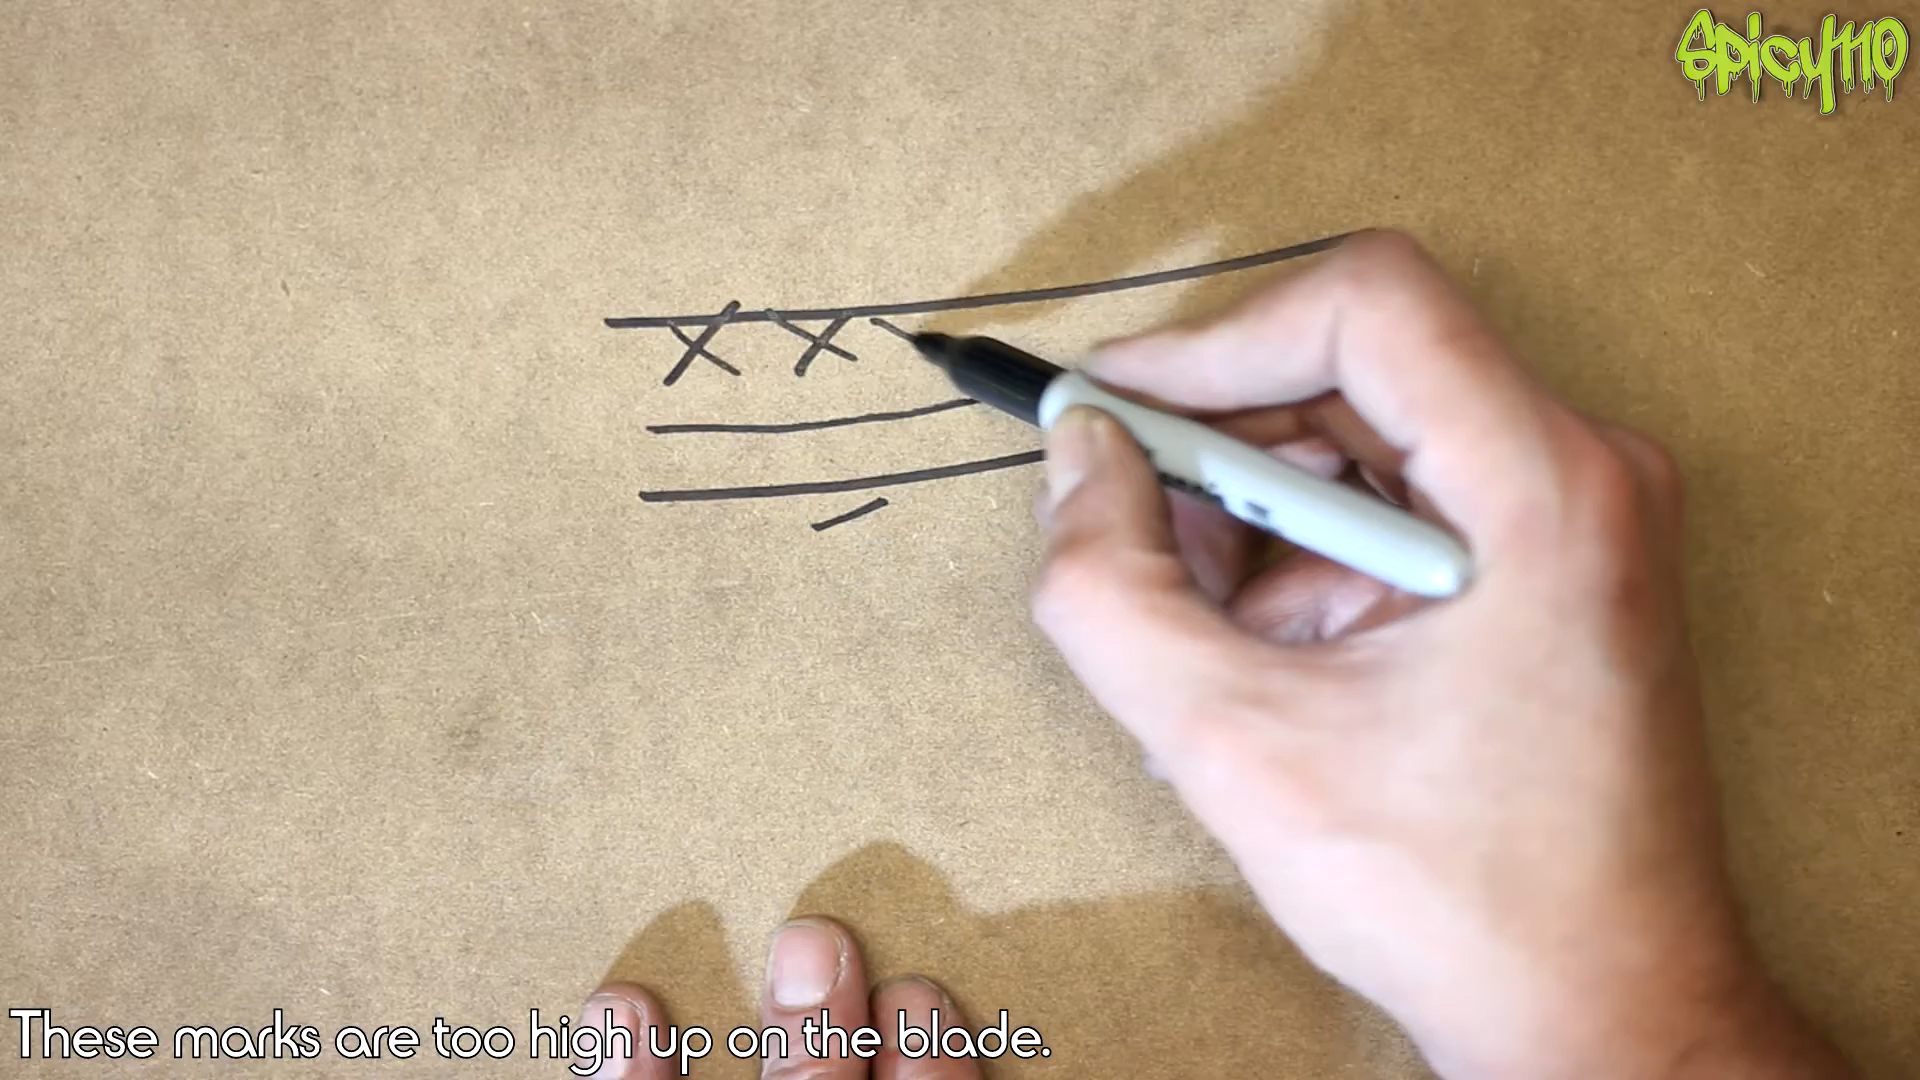 Spicy110
X X
These marks are too high up on the blade.